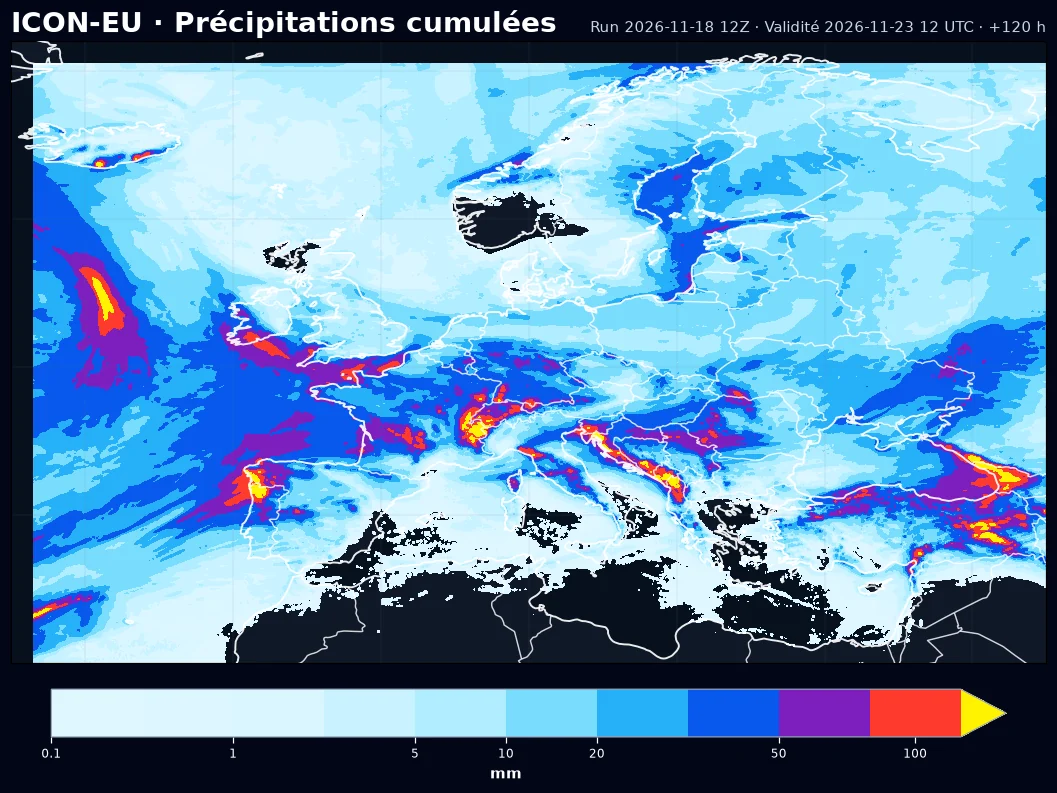 ICON-EU · Précipitations cumulées
Run 2026-11-18 12Z · Validité 2026-11-23 12 UTC · +120 h
0.1 1 5 10 20 50 100
mm